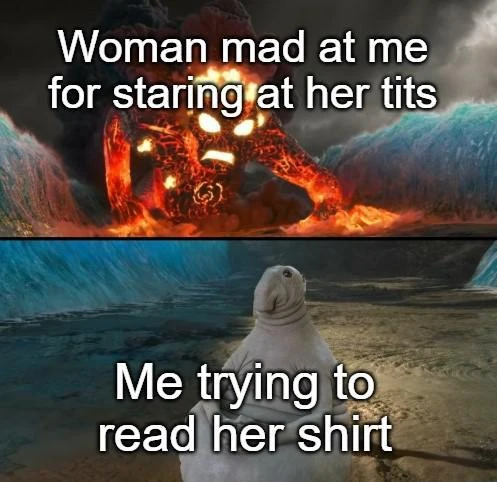 Woman mad at me
for staring at her tits
Me trying to
read her shirt